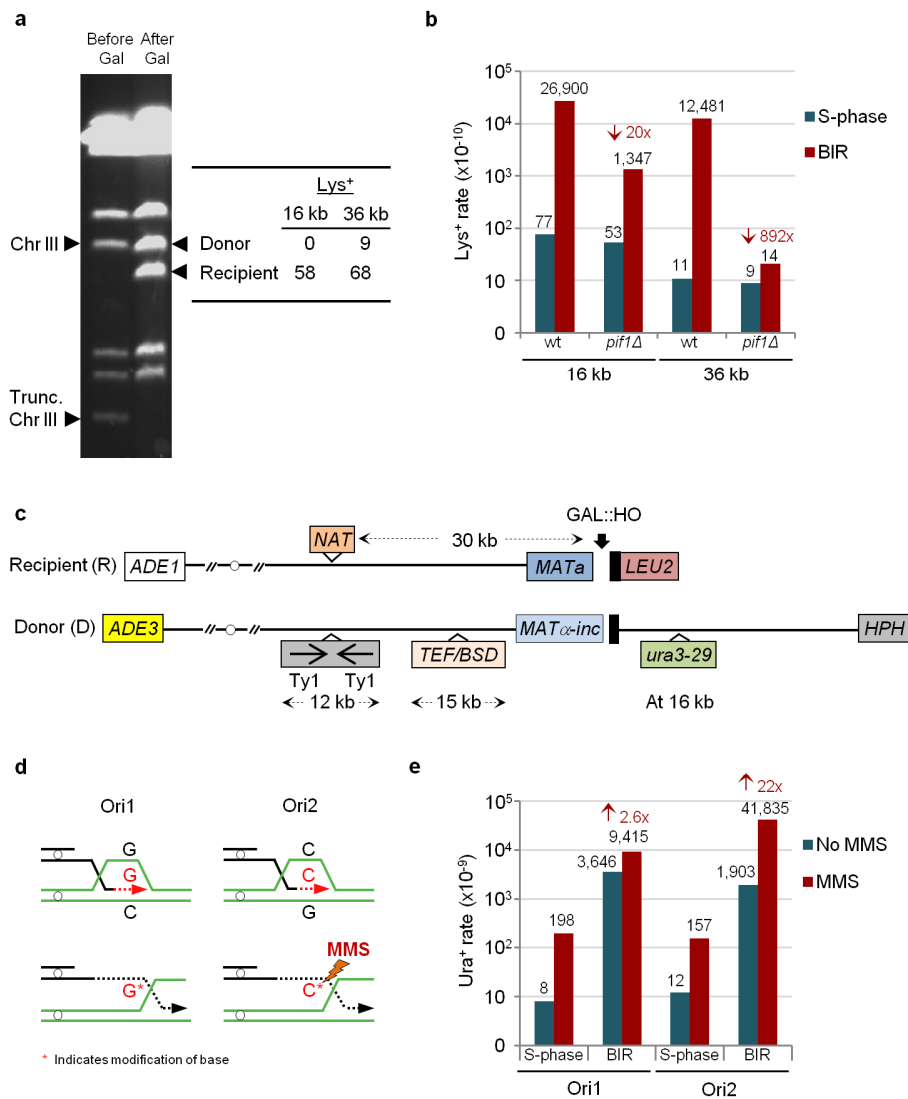 a
Before After
Gal Gal
Chr III
Trunc.
Chr III
Lys+
16 kb 36 kb
Donor 0 9
Recipient 58 68
b
Lys+ rate (x10-10)
10^5
10^4
10^3
10^2
10
0
77
26,900
53
1,347
↓ 20x
11
12,481
9
14
↓ 892x
wt pif1Δ wt pif1Δ
16 kb 36 kb
S-phase
BIR
c
GAL::HO
NAT
30 kb
Recipient (R) ADE1 MATa LEU2
Donor (D) ADE3 MATα-inc HPH
TEF/BSD ura3-29
Ty1 Ty1
12 kb 15 kb At 16 kb
d
Ori1 Ori2
G C
G C
C G
MMS
G* C*
* Indicates modification of base
e
Ura+ rate (x10-9)
10^5
10^4
10^3
10^2
10
0
8
198
3,646
9,415
↑ 2.6x
12
157
1,903
41,835
↑ 22x
S-phase BIR S-phase BIR
Ori1 Ori2
No MMS
MMS